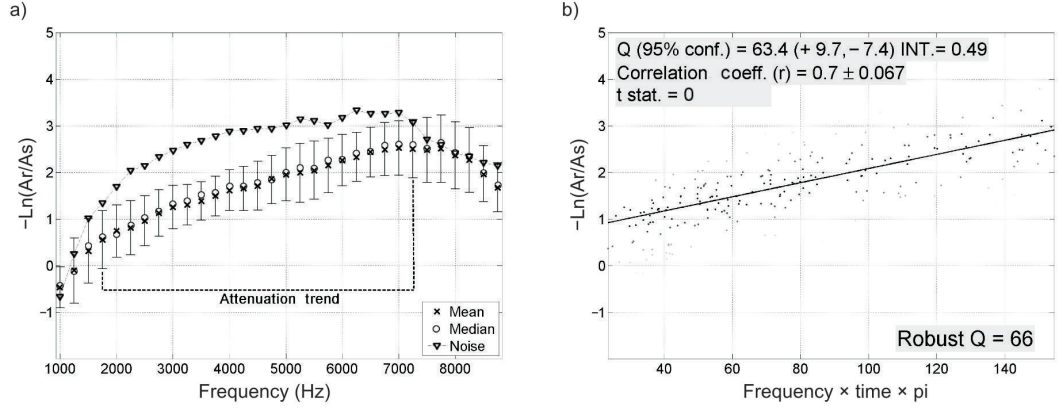 a)
−Ln(Ar/As)
5
4
3
2
1
0
−1
Attenuation trend
Mean
Median
Noise
1000 2000 3000 4000 5000 6000 7000 8000
Frequency (Hz)
b)
−Ln(Ar/As)
5
4
3
2
1
0
−1
Q (95% conf.) = 63.4 (+ 9.7, − 7.4) INT.= 0.49
Correlation coeff. (r) = 0.7 ± 0.067
t stat. = 0
Robust Q = 66
40 60 80 100 120 140
Frequency × time × pi